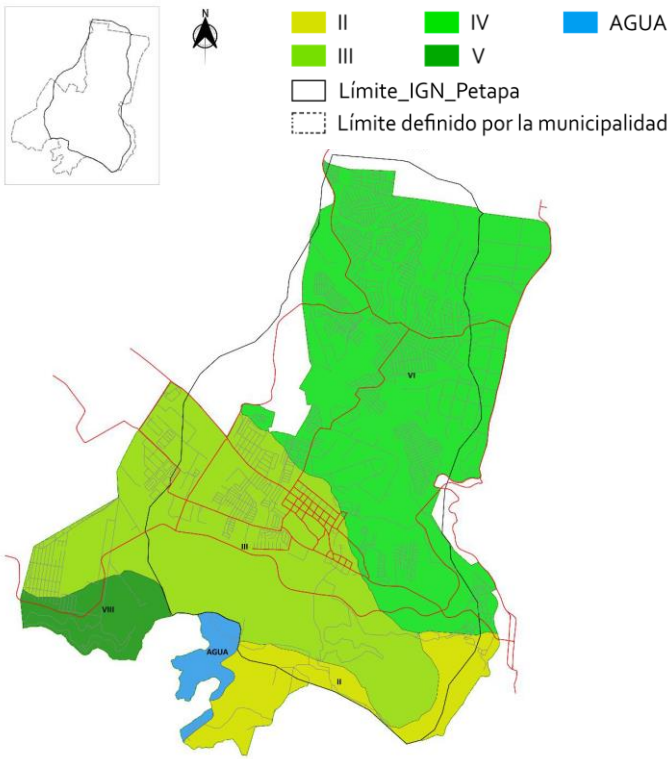 N
II IV AGUA
III V
Límite_IGN_Petapa
Límite definido por la municipalidad
VI
III
VIII
AGUA
II